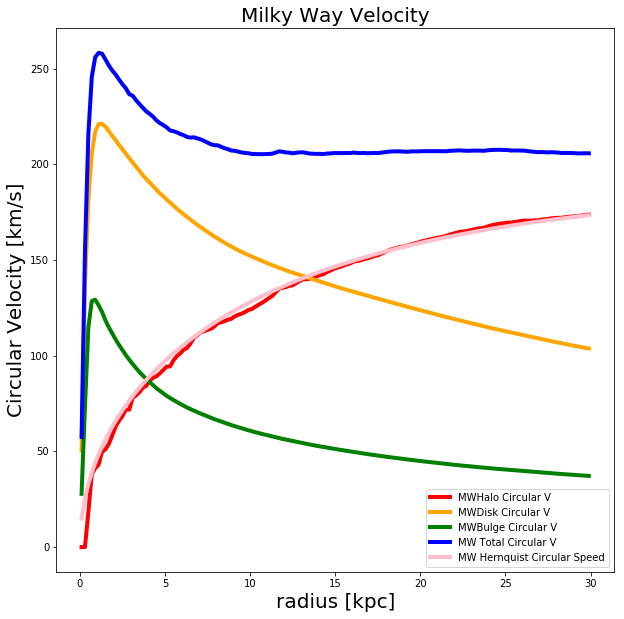 Milky Way Velocity
Circular Velocity [km/s]
250
200
150
100
50
0
0 5 10 15 20 25 30
radius [kpc]
MWHalo Circular V
MWDisk Circular V
MWBulge Circular V
MW Total Circular V
MW Hernquist Circular Speed